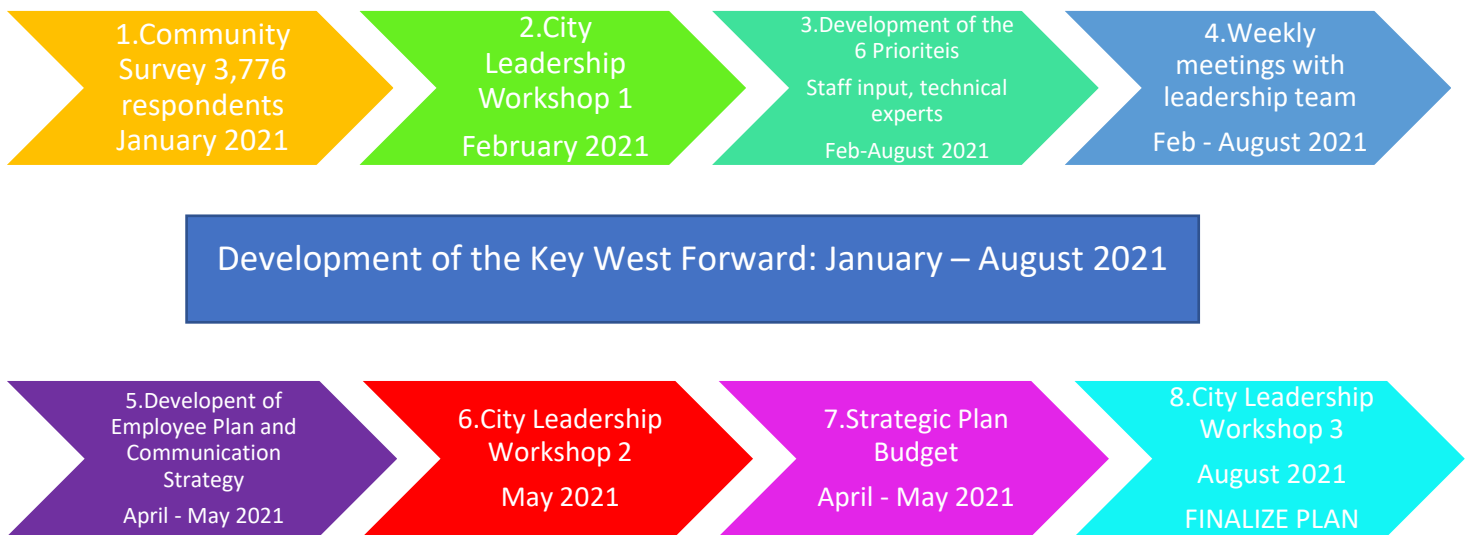 1.Community
Survey 3,776
respondents
January 2021
2.City
Leadership
Workshop 1
February 2021
3.Development of the
6 Prioriteis
Staff input, technical
experts
Feb-August 2021
4.Weekly
meetings with
leadership team
Feb - August 2021
Development of the Key West Forward: January – August 2021
5.Developent of
Employee Plan and
Communication
Strategy
April - May 2021
6.City Leadership
Workshop 2
May 2021
7.Strategic Plan
Budget
April - May 2021
8.City Leadership
Workshop 3
August 2021
FINALIZE PLAN